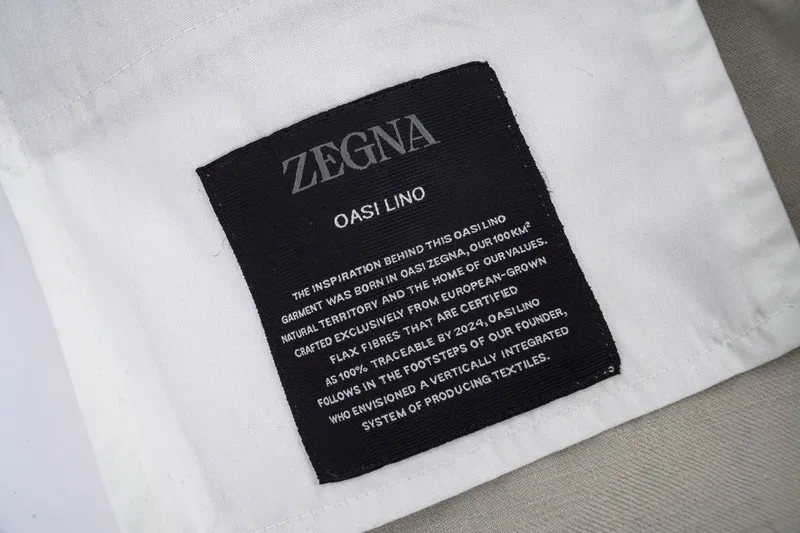 ZEGNA
OASI LINO
THE INSPIRATION BEHIND THIS OASI LINO
GARMENT WAS BORN IN OASI ZEGNA, OUR 100KM²
NATURAL TERRITORY AND THE HOME OF OUR VALUES.
CRAFTED EXCLUSIVELY FROM EUROPEAN-GROWN
FLAX FIBRES THAT ARE CERTIFIED
AS 100% TRACEABLE BY 2024, OASI LINO
FOLLOWS IN THE FOOTSTEPS OF OUR FOUNDER,
WHO ENVISIONED A VERTICALLY INTEGRATED
SYSTEM OF PRODUCING TEXTILES.